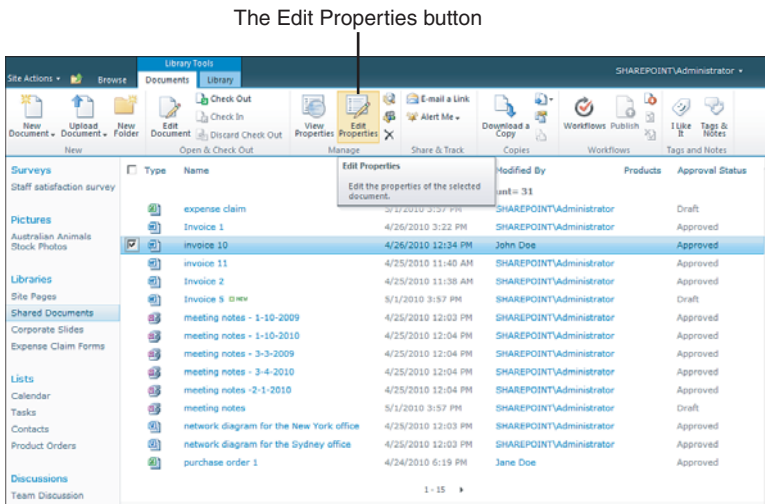 The Edit Properties button
Library Tools
SHAREPOINT\Administrator
Site Actions Browse Documents Library
New Document Upload Document New Folder
New
Edit Document Check Out Check In Discard Check Out
Open & Check Out
View Properties Edit Properties
Manage
E-mail a Link Alert Me
Share & Track
Download a Copy
Copies
Workflows Publish
Workflows
I Like It Tags & Notes
Tags and Notes
Edit Properties
Edit the properties of the selected
document.
Surveys
Staff satisfaction survey
Pictures
Australian Animals
Stock Photos
Libraries
Site Pages
Shared Documents
Corporate Slides
Expense Claim Forms
Lists
Calendar
Tasks
Contacts
Product Orders
Discussions
Team Discussion
Type Name Modified By Products Approval Status
= 31
expense claim 5/1/2010 3:57 PM SHAREPOINT\Administrator Draft
Invoice 1 4/26/2010 3:22 PM SHAREPOINT\Administrator Approved
invoice 10 4/26/2010 12:34 PM John Doe Approved
invoice 11 4/25/2010 11:40 AM SHAREPOINT\Administrator Approved
Invoice 2 4/25/2010 11:38 AM SHAREPOINT\Administrator Approved
Invoice 5 NEW 5/1/2010 3:57 PM SHAREPOINT\Administrator Draft
meeting notes - 1-10-2009 4/25/2010 12:03 PM SHAREPOINT\Administrator Approved
meeting notes - 1-10-2010 4/25/2010 12:04 PM SHAREPOINT\Administrator Approved
meeting notes - 3-3-2009 4/25/2010 12:04 PM SHAREPOINT\Administrator Approved
meeting notes - 3-4-2010 4/25/2010 12:04 PM SHAREPOINT\Administrator Approved
meeting notes -2-1-2010 4/25/2010 12:04 PM SHAREPOINT\Administrator Approved
meeting notes 5/1/2010 3:57 PM SHAREPOINT\Administrator Draft
network diagram for the New York office 4/25/2010 12:03 PM SHAREPOINT\Administrator Approved
network diagram for the Sydney office 4/25/2010 12:03 PM SHAREPOINT\Administrator Approved
purchase order 1 4/24/2010 6:19 PM Jane Doe Approved
1 - 15